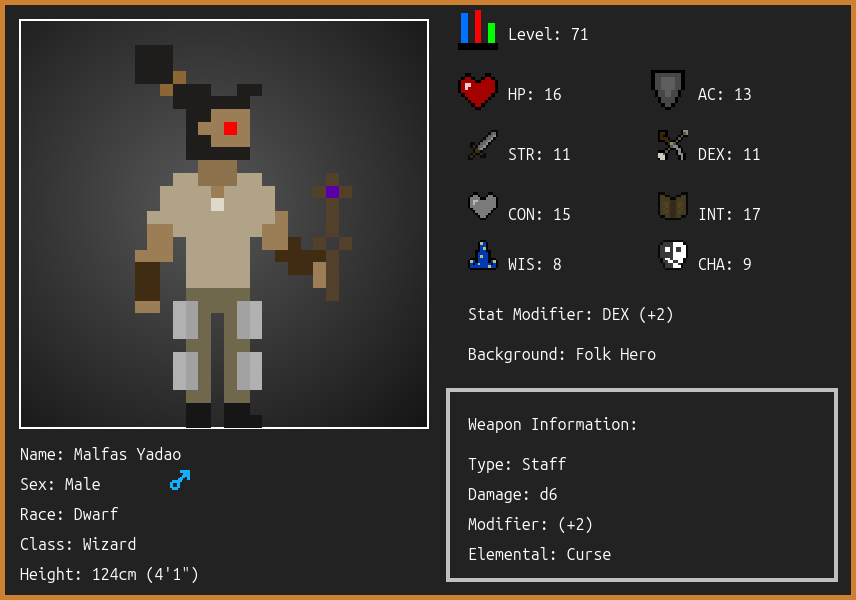 Level: 71
HP: 16
AC: 13
STR: 11
DEX: 11
CON: 15
INT: 17
WIS: 8
CHA: 9
Stat Modifier: DEX (+2)
Background: Folk Hero
Weapon Information:
Type: Staff
Damage: d6
Modifier: (+2)
Elemental: Curse
Name: Malfas Yadao
Sex: Male
Race: Dwarf
Class: Wizard
Height: 124cm (4'1")